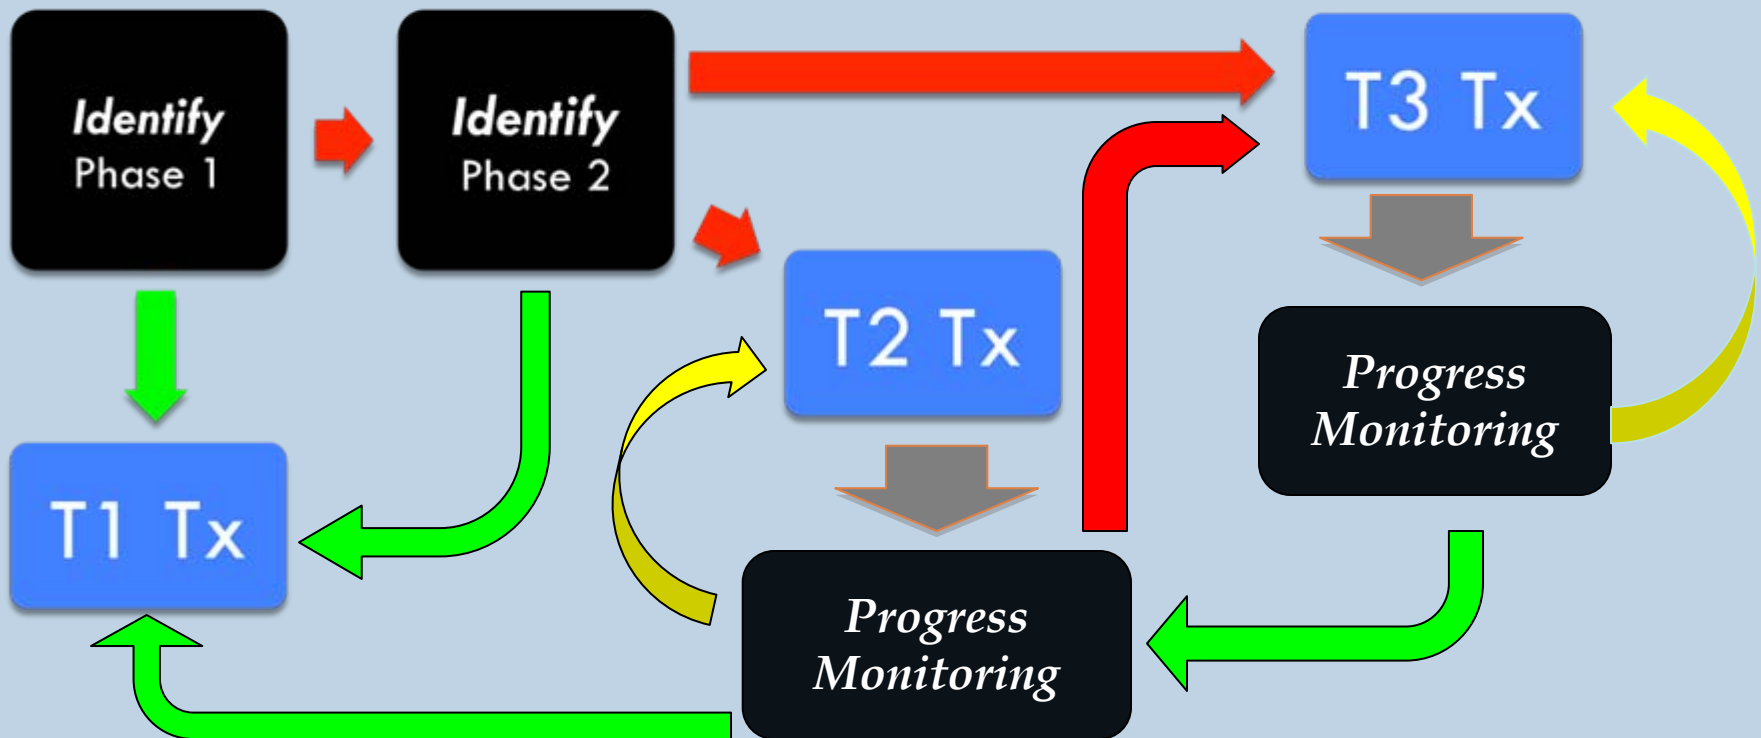 Identify
Phase 1
Identify
Phase 2
T3 Tx
T2 Tx
Progress
Monitoring
T1 Tx
Progress
Monitoring